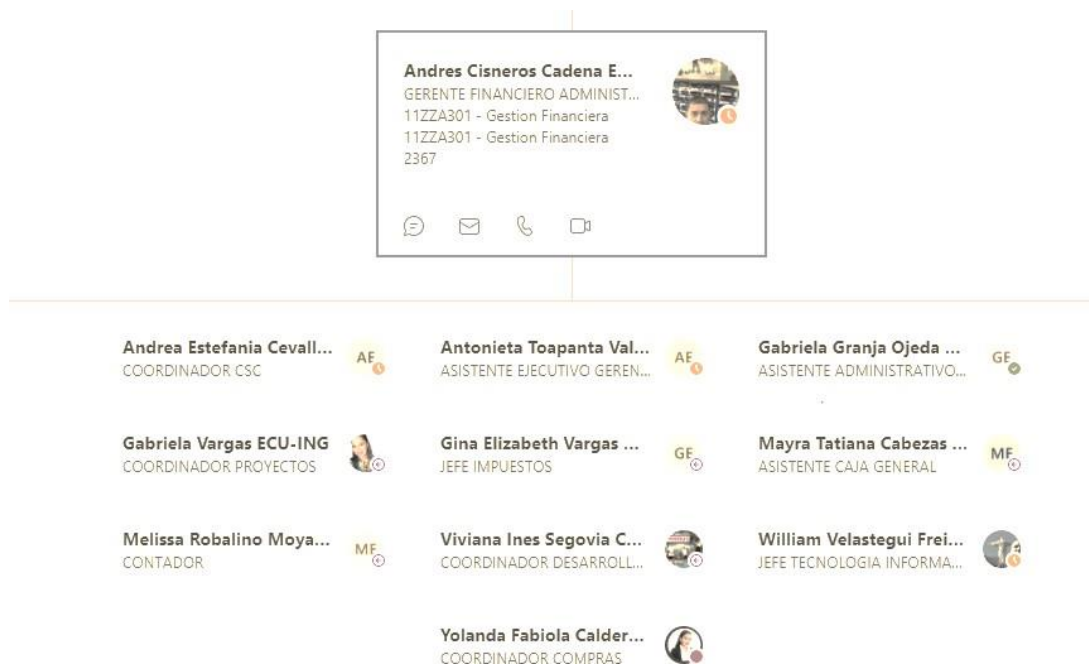 Andres Cisneros Cadena E...
GERENTE FINANCIERO ADMINIST...
11ZZA301 - Gestion Financiera
11ZZA301 - Gestion Financiera
2367
Andrea Estefania Cevall...
COORDINADOR CSC
AE
Antonieta Toapanta Val...
ASISTENTE EJECUTIVO GEREN...
AE
Gabriela Granja Ojeda ...
ASISTENTE ADMINISTRATIVO...
GE
Gabriela Vargas ECU-ING
COORDINADOR PROYECTOS
Gina Elizabeth Vargas ...
JEFE IMPUESTOS
GE
Mayra Tatiana Cabezas ...
ASISTENTE CAJA GENERAL
ME
Melissa Robalino Moya...
CONTADOR
ME
Viviana Ines Segovia C...
COORDINADOR DESARROLL...
William Velastegui Frei...
JEFE TECNOLOGIA INFORMA...
Yolanda Fabiola Calder...
COORDINADOR COMPRAS